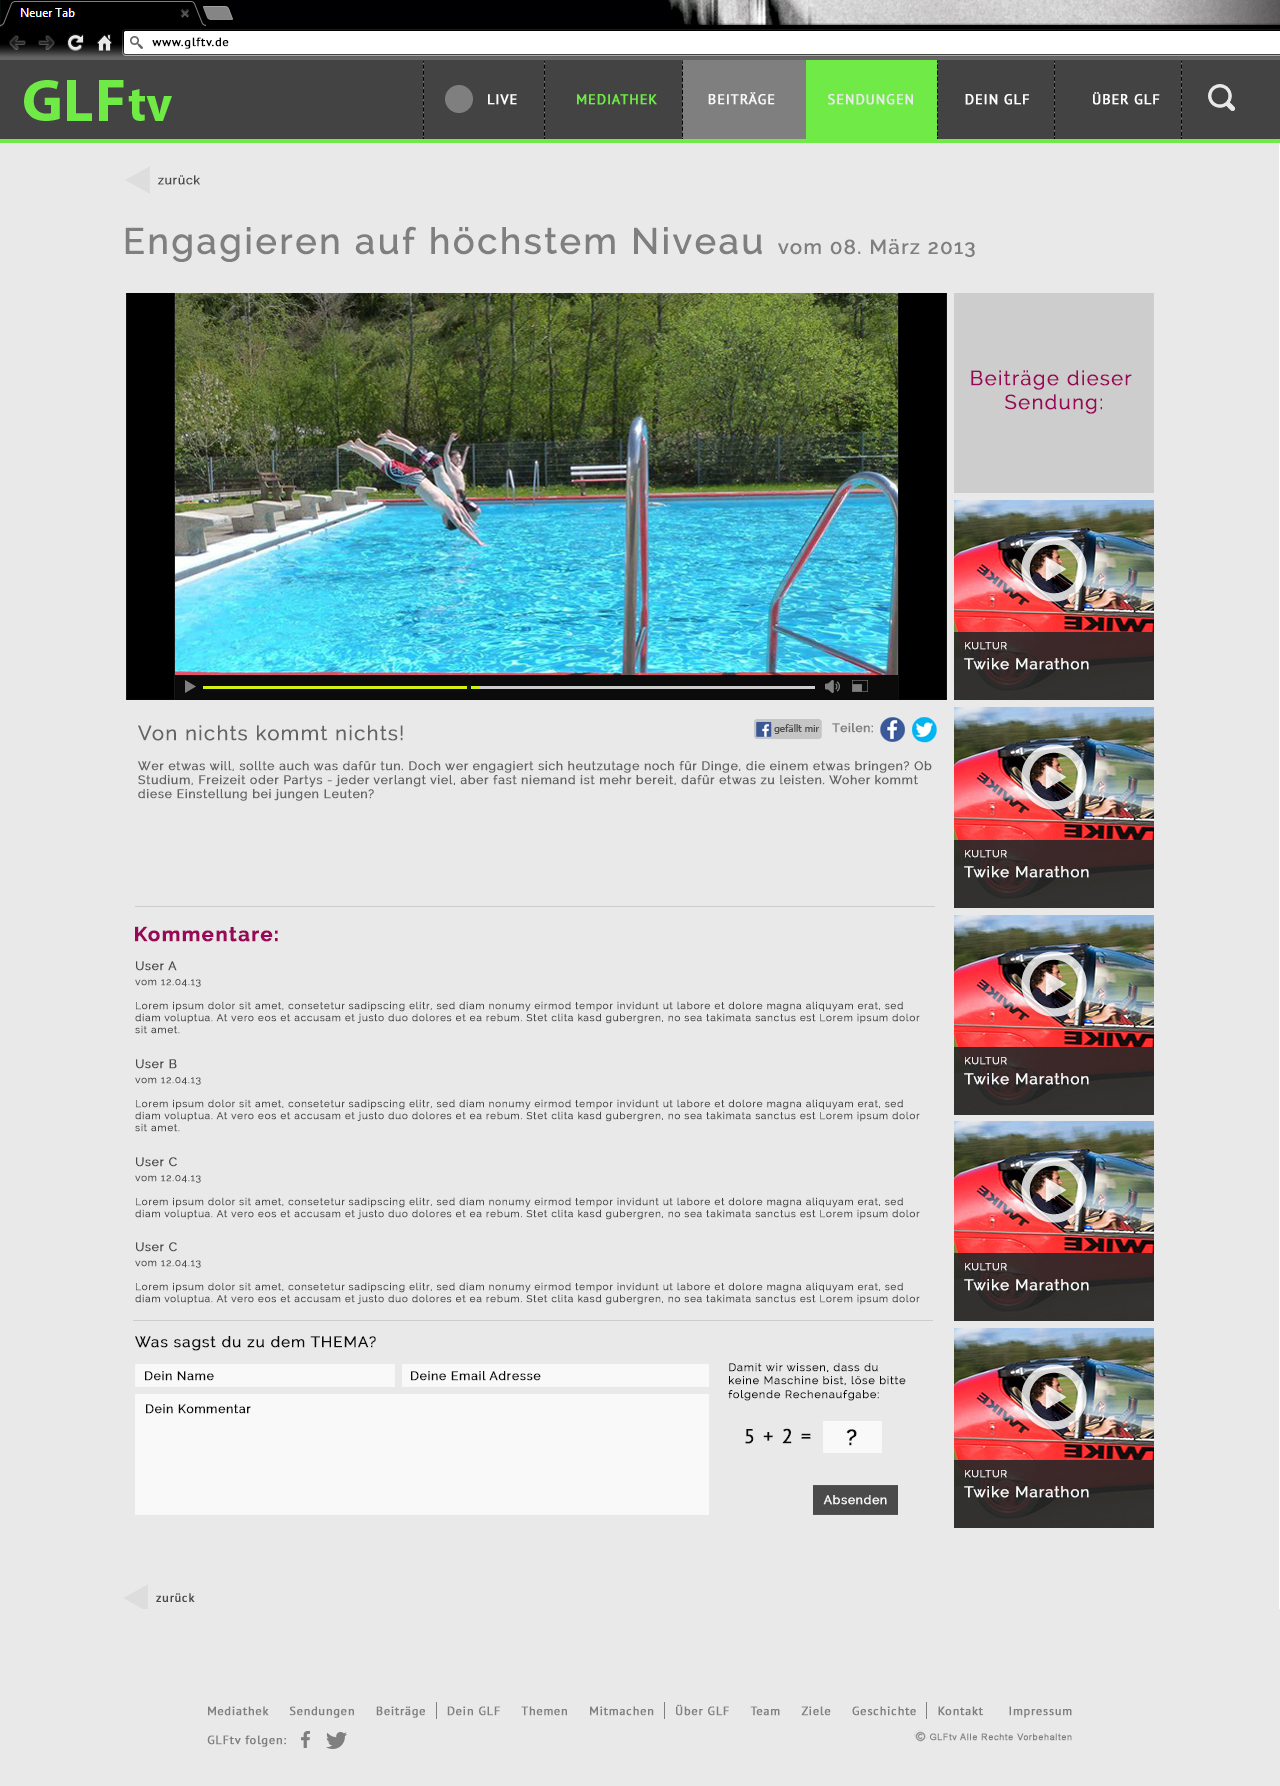 Neuer Tab
www.glftv.de
GLFtv
LIVE
MEDIATHEK
BEITRÄGE
SENDUNGEN
DEIN GLF
ÜBER GLF
zurück
Engagieren auf höchstem Niveau vom 08. März 2013
Beiträge dieser
Sendung:
TWIKE
TWIKE
KULTUR
Twike Marathon
gefällt mir
Teilen:
Von nichts kommt nichts!
Wer etwas will, sollte auch was dafür tun. Doch wer engagiert sich heutzutage noch für Dinge, die einem etwas bringen? Ob
Studium, Freizeit oder Partys - jeder verlangt viel, aber fast niemand ist mehr bereit, dafür etwas zu leisten. Woher kommt
diese Einstellung bei jungen Leuten?
TWIKE
TWIKE
KULTUR
Twike Marathon
Kommentare:
User A
vom 12.04.13
Lorem ipsum dolor sit amet, consetetur sadipscing elitr, sed diam nonumy eirmod tempor invidunt ut labore et dolore magna aliquyam erat, sed
diam voluptua. At vero eos et accusam et justo duo dolores et ea rebum. Stet clita kasd gubergren, no sea takimata sanctus est Lorem ipsum dolor
sit amet.
User B
vom 12.04.13
Lorem ipsum dolor sit amet, consetetur sadipscing elitr, sed diam nonumy eirmod tempor invidunt ut labore et dolore magna aliquyam erat, sed
diam voluptua. At vero eos et accusam et justo duo dolores et ea rebum. Stet clita kasd gubergren, no sea takimata sanctus est Lorem ipsum dolor
sit amet.
User C
vom 12.04.13
Lorem ipsum dolor sit amet, consetetur sadipscing elitr, sed diam nonumy eirmod tempor invidunt ut labore et dolore magna aliquyam erat, sed
diam voluptua. At vero eos et accusam et justo duo dolores et ea rebum. Stet clita kasd gubergren, no sea takimata sanctus est Lorem ipsum dolor
User C
vom 12.04.13
Lorem ipsum dolor sit amet, consetetur sadipscing elitr, sed diam nonumy eirmod tempor invidunt ut labore et dolore magna aliquyam erat, sed
diam voluptua. At vero eos et accusam et justo duo dolores et ea rebum. Stet clita kasd gubergren, no sea takimata sanctus est Lorem ipsum dolor
TWIKE
TWIKE
KULTUR
Twike Marathon
TWIKE
TWIKE
KULTUR
Twike Marathon
TWIKE
TWIKE
KULTUR
Twike Marathon
Was sagst du zu dem THEMA?
Dein Name
Deine Email Adresse
Dein Kommentar
Damit wir wissen, dass du
keine Maschine bist, löse bitte
folgende Rechenaufgabe:
5 + 2 = ?
Absenden
zurück
Mediathek Sendungen Beiträge Dein GLF Themen Mitmachen Über GLF Team Ziele Geschichte Kontakt Impressum
GLFtv folgen:
© GLFtv Alle Rechte Vorbehalten